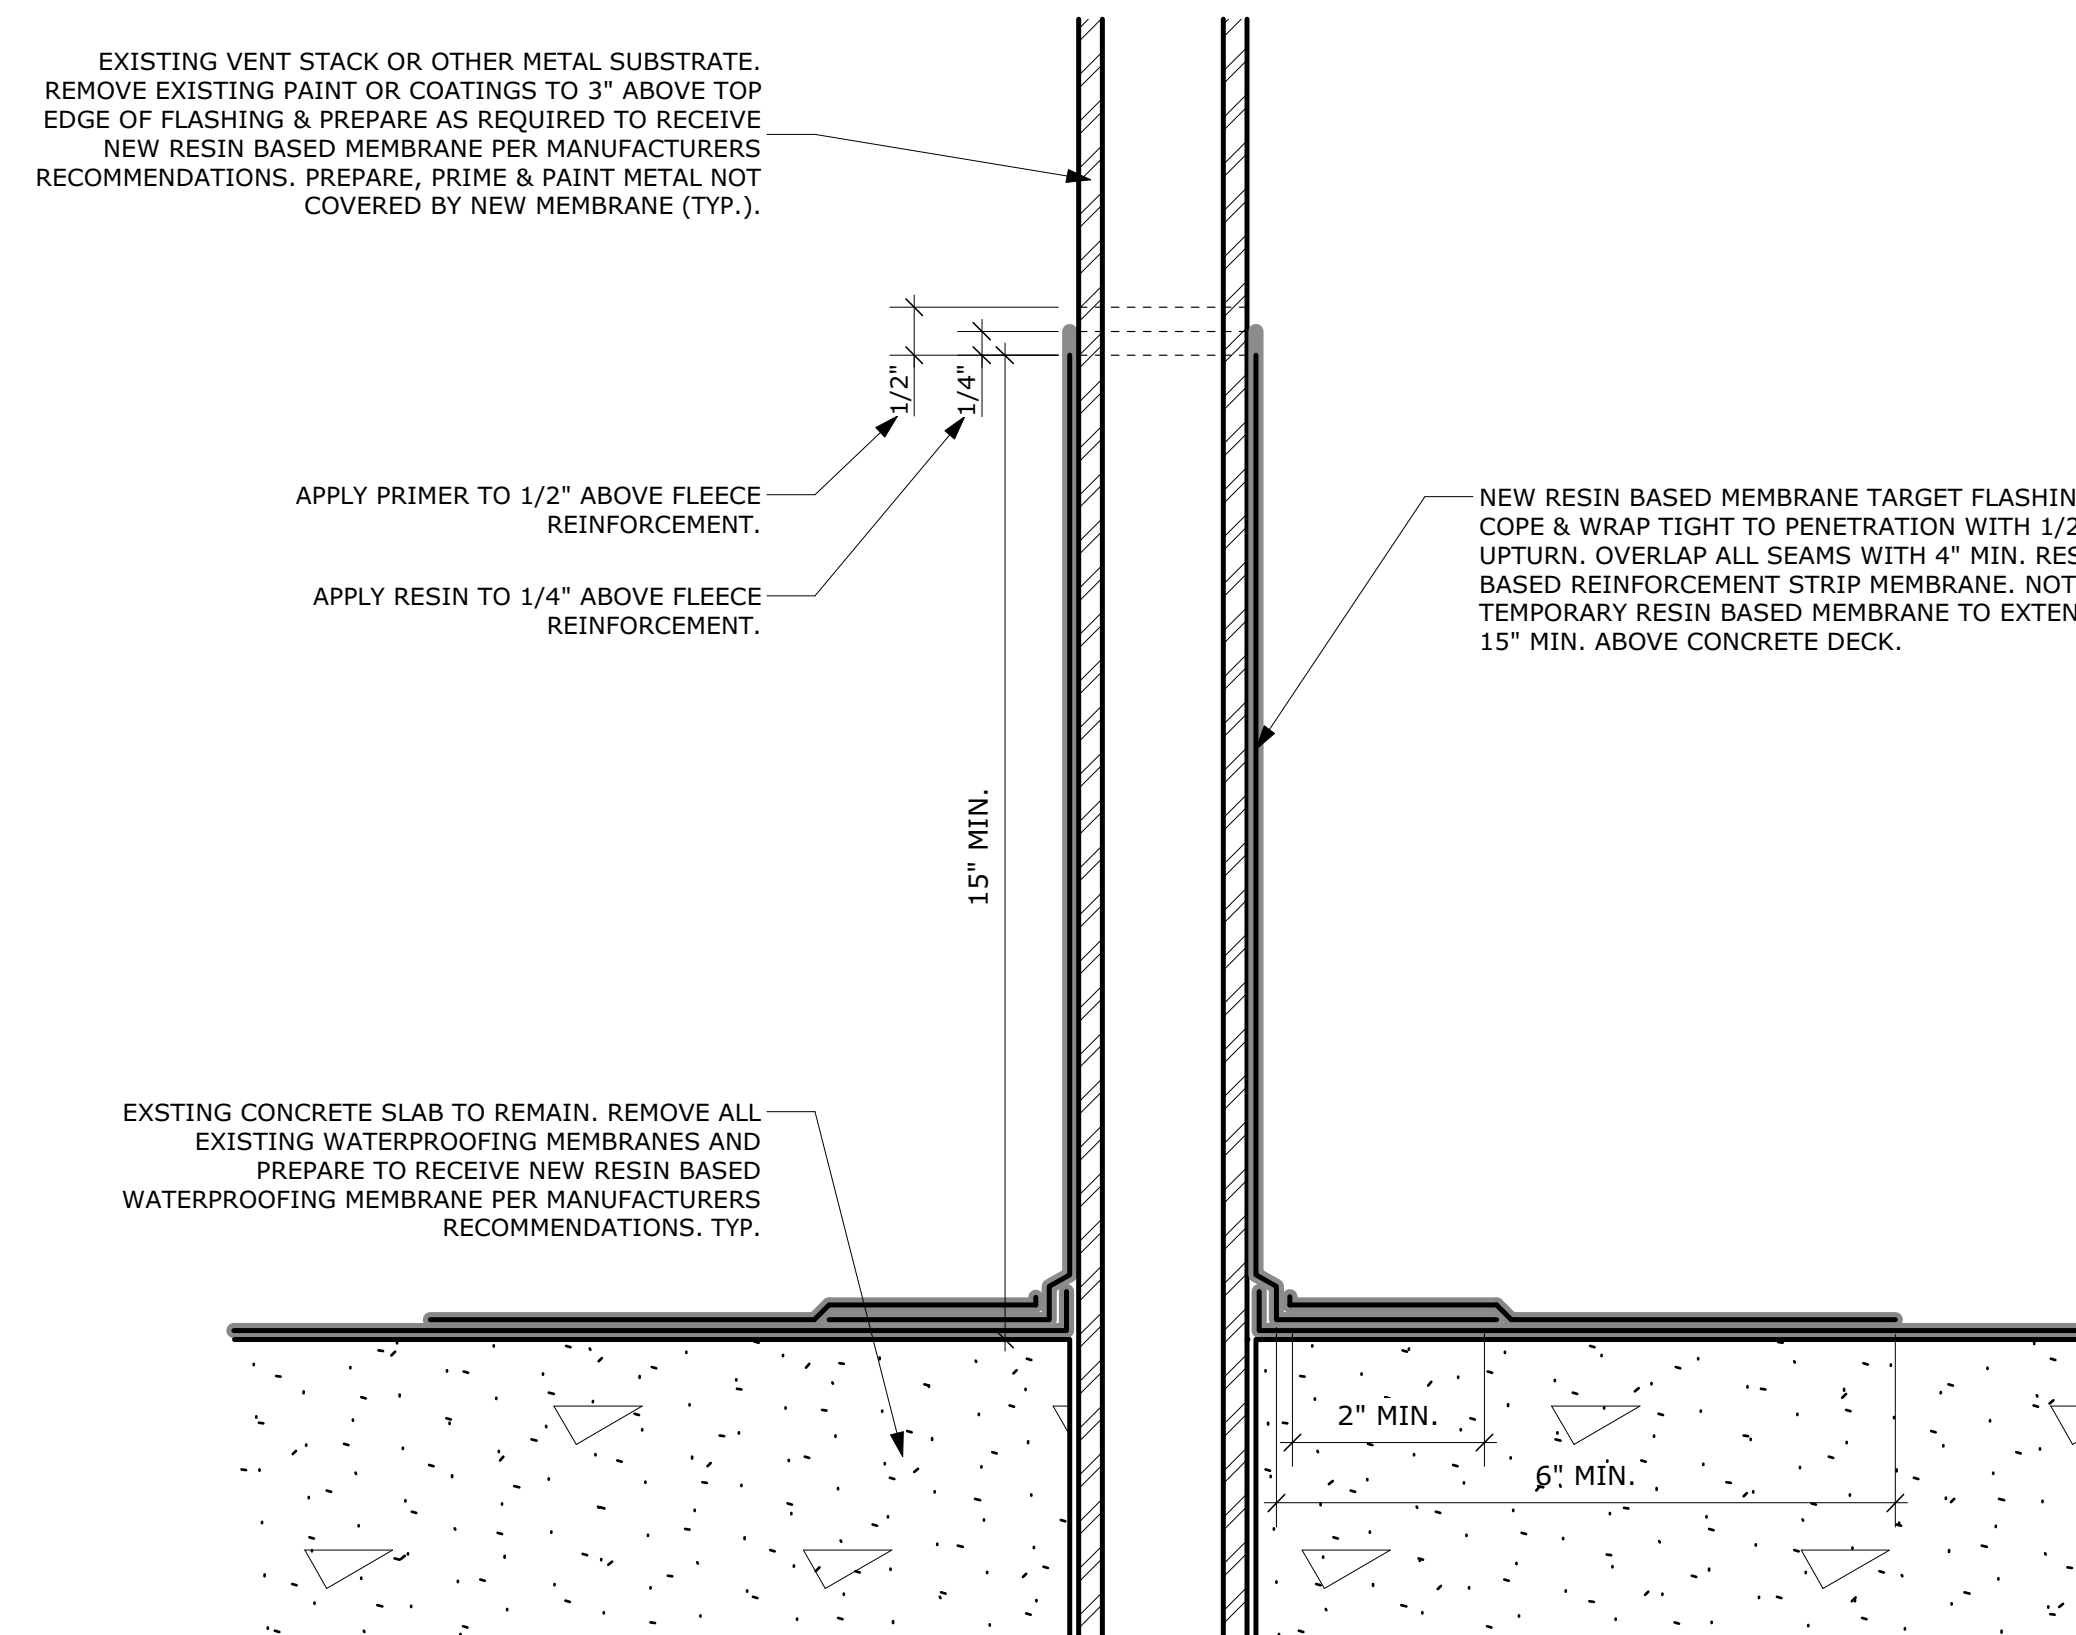 EXISTING VENT STACK OR OTHER METAL SUBSTRATE.
REMOVE EXISTING PAINT OR COATINGS TO 3" ABOVE TOP
EDGE OF FLASHING & PREPARE AS REQUIRED TO RECEIVE
NEW RESIN BASED MEMBRANE PER MANUFACTURERS
RECOMMENDATIONS. PREPARE, PRIME & PAINT METAL NOT
COVERED BY NEW MEMBRANE (TYP.).
1/2"
1/4"
APPLY PRIMER TO 1/2" ABOVE FLEECE
REINFORCEMENT.
APPLY RESIN TO 1/4" ABOVE FLEECE
REINFORCEMENT.
NEW RESIN BASED MEMBRANE TARGET
COPE & WRAP TIGHT TO PENETRATION WITH
UPTURN. OVERLAP ALL SEAMS WITH 4" MIN.
BASED REINFORCEMENT STRIP MEMBRANE.
TEMPORARY RESIN BASED MEMBRANE TO
15" MIN. ABOVE CONCRETE DECK.
15" MIN.
EXSTING CONCRETE SLAB TO REMAIN. REMOVE ALL
EXISTING WATERPROOFING MEMBRANES AND
PREPARE TO RECEIVE NEW RESIN BASED
WATERPROOFING MEMBRANE PER MANUFACTURERS
RECOMMENDATIONS. TYP.
2" MIN.
6" MIN.